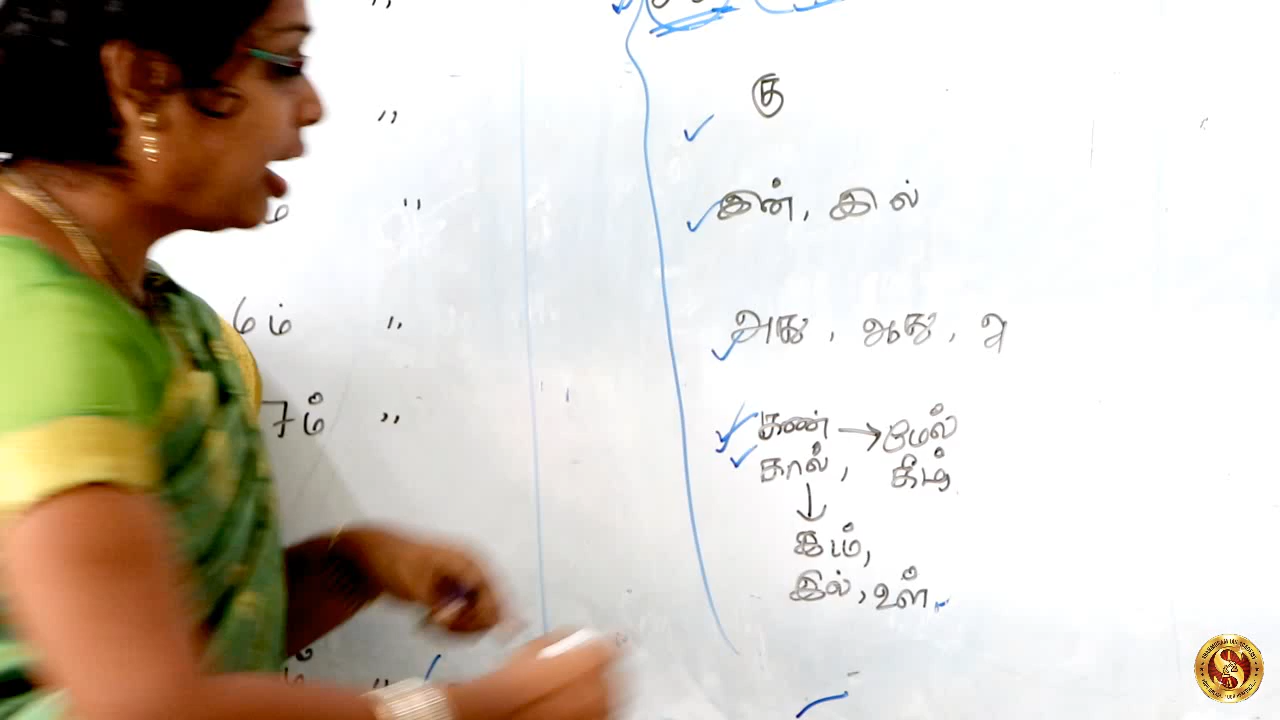 "
" கு
ம் " இன், இல்
6ம் " அது, ஆது, அ
7ம் " கண் → மேல்
கால், கீழ்
↓
இடம்,
இல், உள்
"